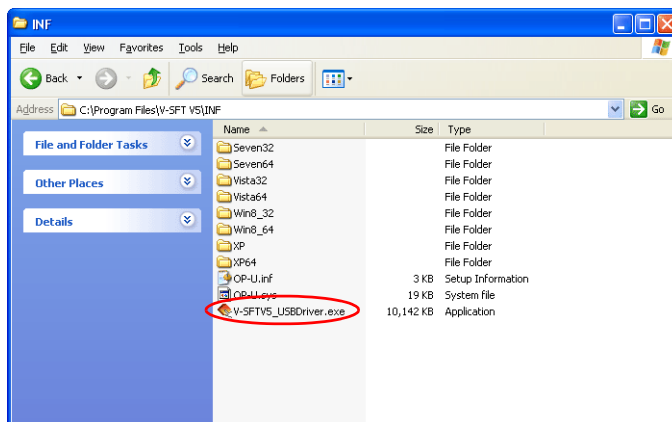 INF
File Edit View Favorites Tools Help
Back Search Folders
Address C:\Program Files\V-SFT V5\INF Go
File and Folder Tasks
Other Places
Details
Name Size Type
Seven32 File Folder
Seven64 File Folder
Vista32 File Folder
Vista64 File Folder
Win8_32 File Folder
Win8_64 File Folder
XP File Folder
XP64 File Folder
OP-U.inf 3 KB Setup Information
OP-U.sys 19 KB System file
V-SFTV5_USBDriver.exe 10,142 KB Application